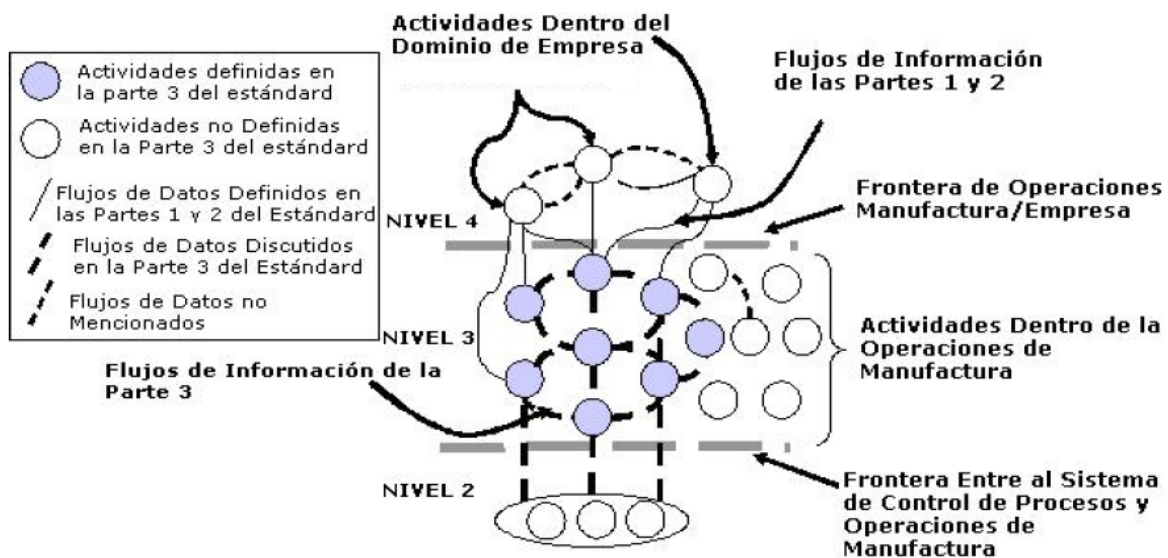 Actividades Dentro del
Dominio de Empresa
Flujos de Información
de las Partes 1 y 2
Actividades definidas en
la parte 3 del estándard
Actividades no Definidas
en la Parte 3 del estándard
Flujos de Datos Definidos en
las Partes 1 y 2 del Estándard
Flujos de Datos Discutidos
en la Parte 3 del Estándard
Flujos de Datos no
Mencionados
NIVEL 4
Frontera de Operaciones
Manufactura/Empresa
NIVEL 3
Actividades Dentro de la
Operaciones de
Manufactura
Flujos de Información de la
Parte 3
NIVEL 2
Frontera Entre al Sistema
de Control de Procesos y
Operaciones de
Manufactura